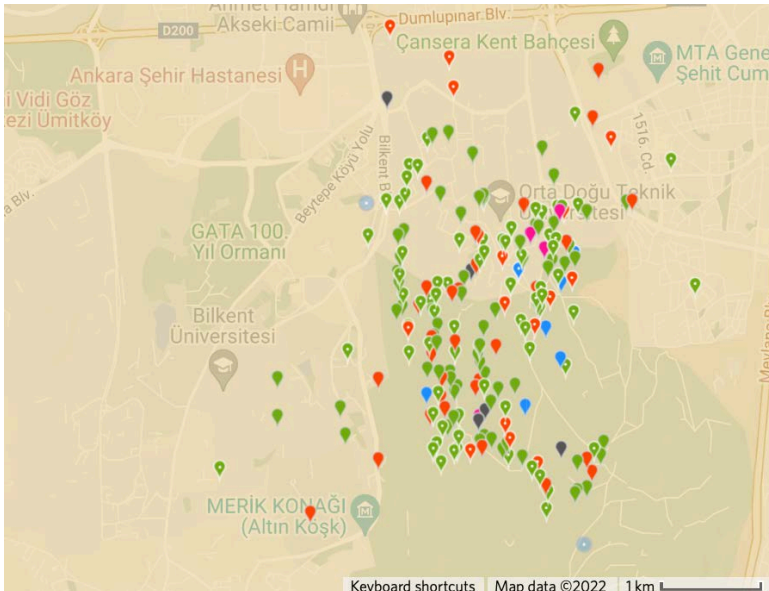 Ahmet Hamdi
Akseki Camii
Dumlupınar Blv.
D200
Çansera Kent Bahçesi
MTA Gene
Şehit Cum
Ankara Şehir Hastanesi
H
i Vidi Göz
ezi Ümitköy
Bilkent B
Beytepe Köyü Yolu
1516. Cd.
a Blv.
Orta Doğu Teknik
Üniversitesi
GATA 100.
Yıl Ormanı
Bilkent
Üniversitesi
MERİK KONAĞI
(Altın Köşk)
Keyboard shortcuts
Map data ©2022
1 km